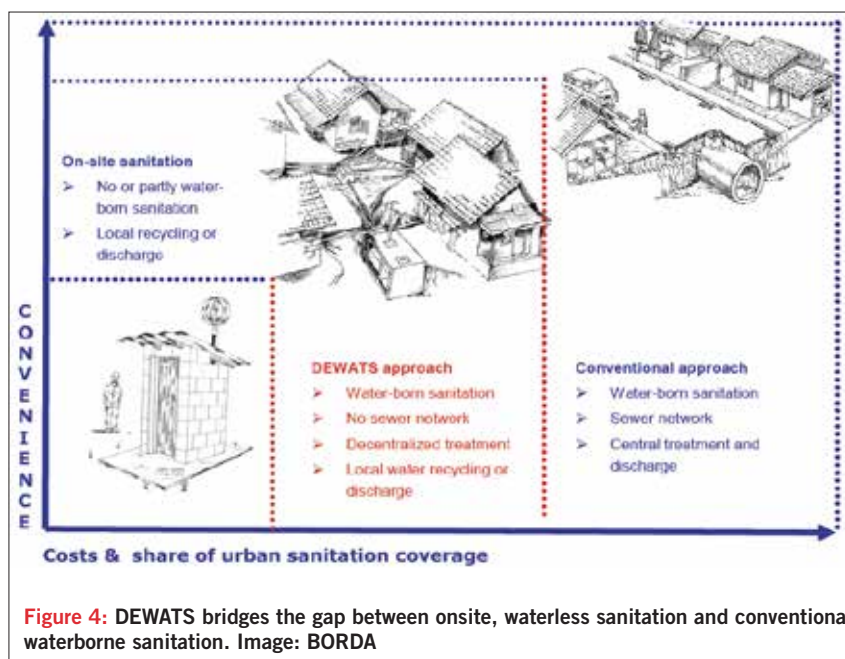 On-site sanitation
➢ No or partly water-
born sanitation
➢ Local recycling or
discharge
CONVENIENCE
DEWATS approach
➢ Water-born sanitation
➢ No sewer network
➢ Decentralized treatment
➢ Local water recycling or
discharge
Conventional approach
➢ Water-born sanitation
➢ Sewer network
➢ Central treatment and
discharge
Costs & share of urban sanitation coverage
Figure 4: DEWATS bridges the gap between onsite, waterless sanitation and conventiona
waterborne sanitation. Image: BORDA